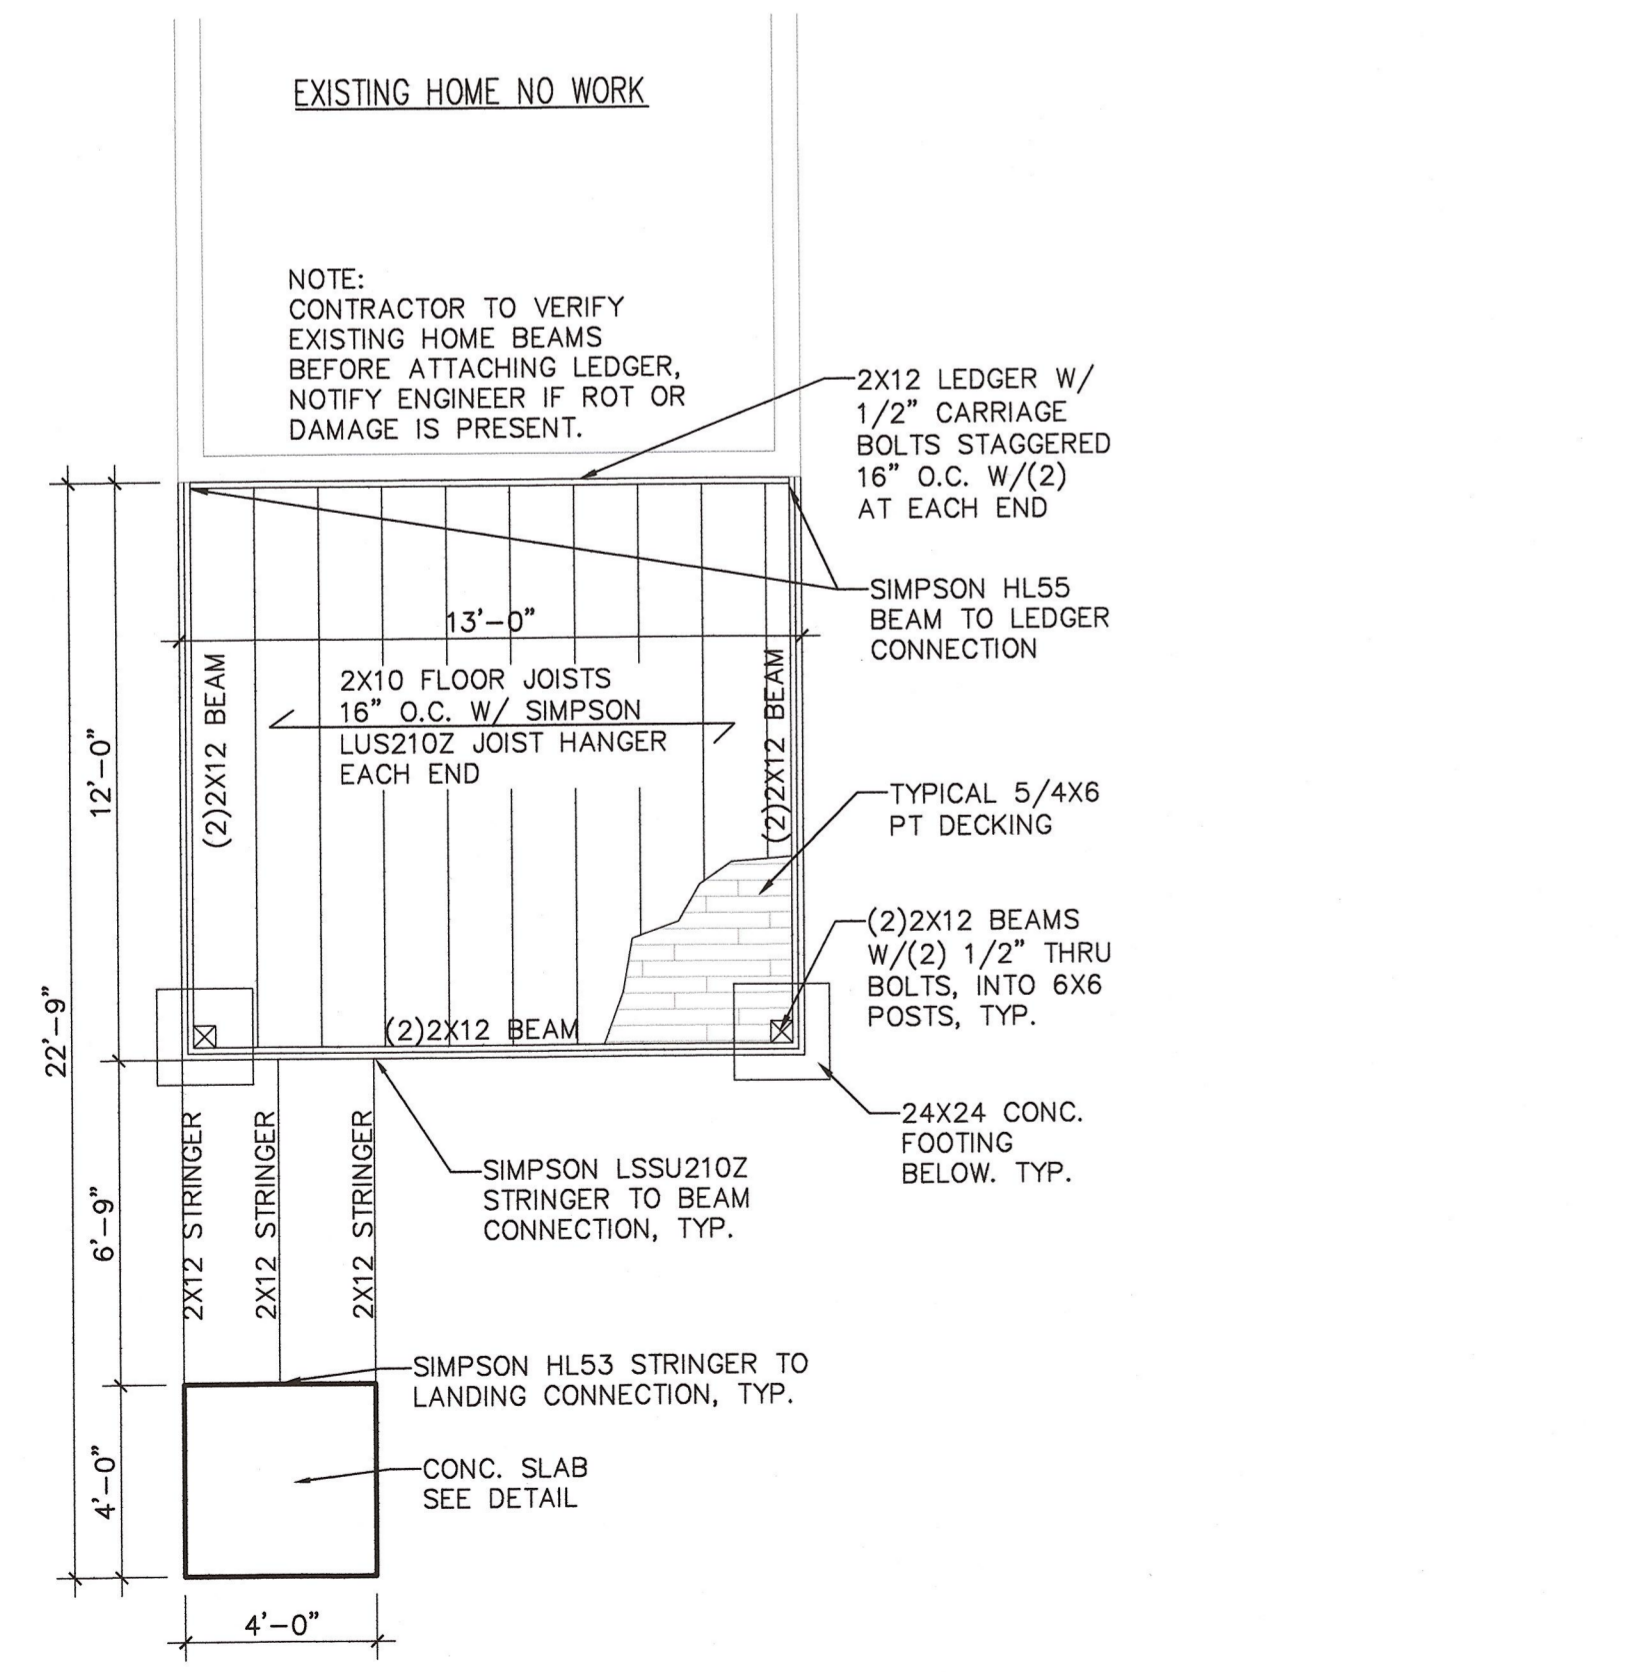 EXISTING HOME NO WORK
NOTE:
CONTRACTOR TO VERIFY
EXISTING HOME BEAMS
BEFORE ATTACHING LEDGER,
NOTIFY ENGINEER IF ROT OR
DAMAGE IS PRESENT.
2X12 LEDGER W/
1/2" CARRIAGE
BOLTS STAGGERED
16" O.C. W/(2)
AT EACH END
SIMPSON HL55
BEAM TO LEDGER
CONNECTION
13'-0"
2X10 FLOOR JOISTS
16" O.C. W/ SIMPSON
LUS210Z JOIST HANGER
EACH END
(2)2X12 BEAM
(2)2X12 BEAM
12'-0"
TYPICAL 5/4X6
PT DECKING
(2)2X12 BEAMS
W/(2) 1/2" THRU
BOLTS, INTO 6X6
POSTS, TYP.
22'-9"
(2)2X12 BEAM
24X24 CONC.
FOOTING
BELOW. TYP.
2X12 STRINGER
2X12 STRINGER
2X12 STRINGER
SIMPSON LSSU210Z
STRINGER TO BEAM
CONNECTION, TYP.
6'-9"
SIMPSON HL53 STRINGER TO
LANDING CONNECTION, TYP.
4'-0"
CONC. SLAB
SEE DETAIL
4'-0"